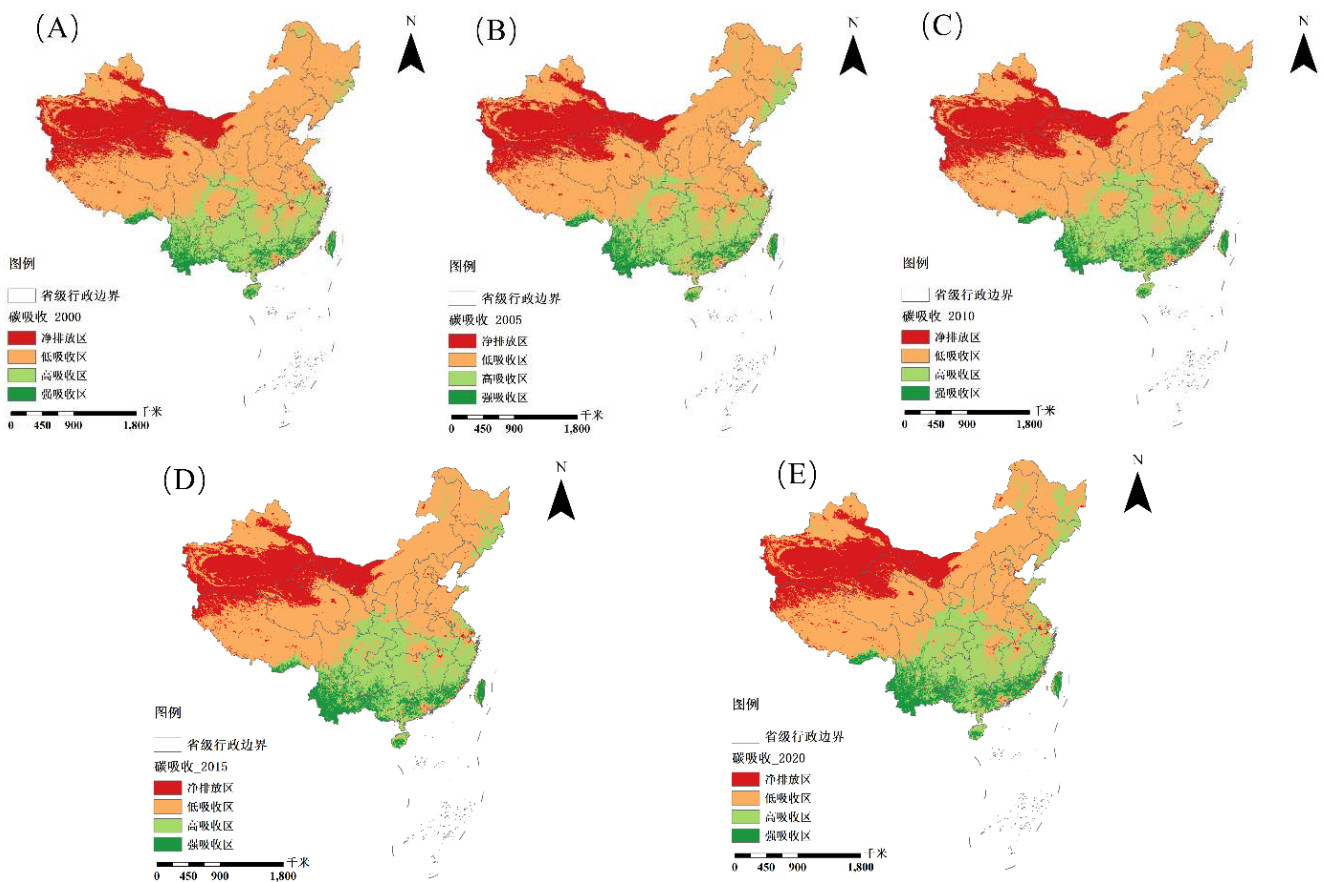 (A)
N
图例
省级行政边界
碳吸收 2000
净排放区
低吸收区
高吸收区
强吸收区
千米
0 450 900 1,800
(B)
N
图例
省级行政边界
碳吸收 2005
净排放区
低吸收区
高吸收区
强吸收区
千米
0 450 900 1,800
(C)
N
图例
省级行政边界
碳吸收 2010
净排放区
低吸收区
高吸收区
强吸收区
千米
0 450 900 1,800
(D)
N
图例
省级行政边界
碳吸收_2015
净排放区
低吸收区
高吸收区
强吸收区
千米
0 450 900 1,800
(E)
N
图例
省级行政边界
碳吸收_2020
净排放区
低吸收区
高吸收区
强吸收区
千米
0 450 900 1,800